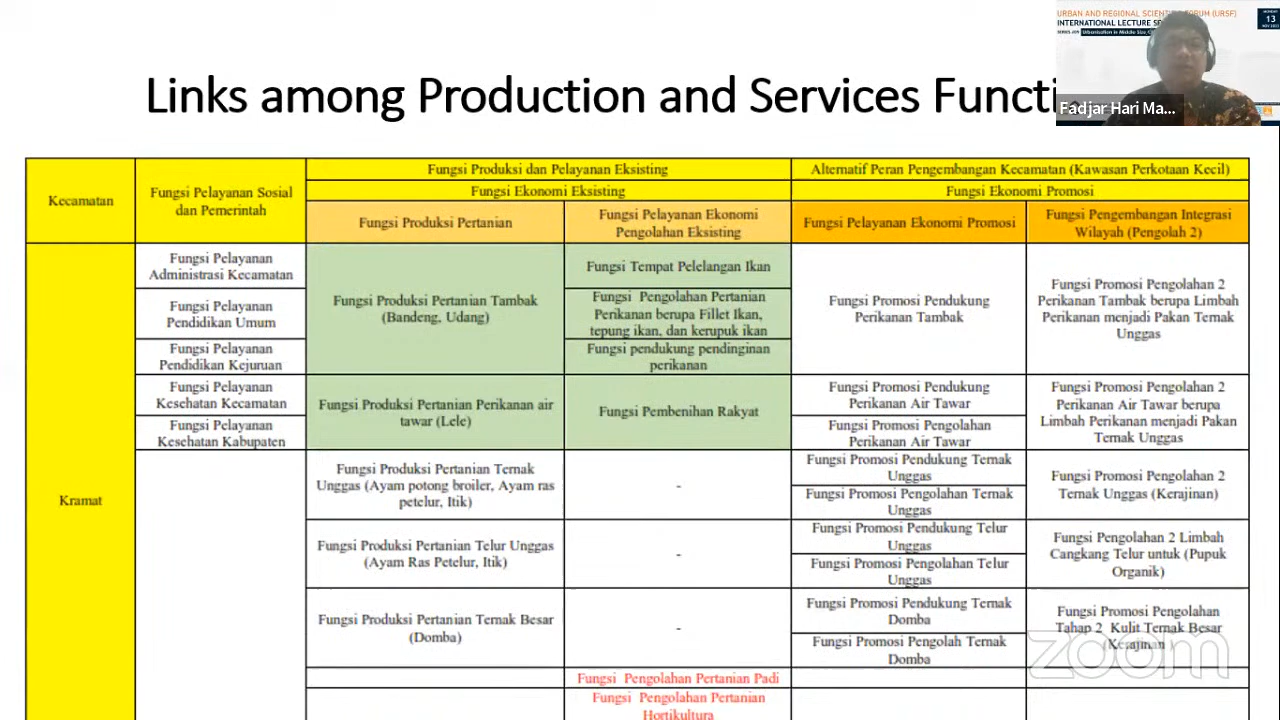 URBAN AND REGIONAL SCIENTIFIC FORUM (URSF)
INTERNATIONAL LECTURE SE
Urbanisation in Middle Size
13
Fadjar Hari Ma...
Links among Production and Services Functi
Kecamatan
Fungsi Pelayanan Sosial
dan Pemerintah
Fungsi Produksi dan Pelayanan Eksisting
Alternatif Peran Pengembangan Kecamatan (Kawasan Perkotaan Kecil)
Fungsi Ekonomi Eksisting
Fungsi Ekonomi Promosi
Fungsi Produksi Pertanian
Fungsi Pelayanan Ekonomi
Pengolahan Eksisting
Fungsi Pelayanan Ekonomi Promosi
Fungsi Pengembangan Integrasi
Wilayah (Pengolah 2)
Kramat
Fungsi Pelayanan
Administrasi Kecamatan
Fungsi Pelayanan
Pendidikan Umum
Fungsi Pelayanan
Pendidikan Kejuruan
Fungsi Produksi Pertanian Tambak
(Bandeng, Udang)
Fungsi Tempat Pelelangan Ikan
Fungsi Pengolahan Pertanian
Perikanan berupa Fillet Ikan,
tepung ikan, dan kerupuk ikan
Fungsi pendukung pendinginan
perikanan
Fungsi Promosi Pendukung
Perikanan Tambak
Fungsi Promosi Pengolahan 2
Perikanan Tambak berupa Limbah
Perikanan menjadi Pakan Ternak
Unggas
Fungsi Pelayanan
Kesehatan Kecamatan
Fungsi Pelayanan
Kesehatan Kabupaten
Fungsi Produksi Pertanian Perikanan air
tawar (Lele)
Fungsi Pembenihan Rakyat
Fungsi Promosi Pendukung
Perikanan Air Tawar
Fungsi Promosi Pengolahan
Perikanan Air Tawar
Fungsi Promosi Pengolahan 2
Perikanan Air Tawar berupa
Limbah Perikanan menjadi Pakan
Ternak Unggas
Fungsi Produksi Pertanian Ternak
Unggas (Ayam potong broiler, Ayam ras
petelur, Itik)
-
Fungsi Promosi Pendukung Ternak
Unggas
Fungsi Promosi Pengolahan Ternak
Unggas
Fungsi Promosi Pengolahan 2
Ternak Unggas (Kerajinan)
Fungsi Produksi Pertanian Telur Unggas
(Ayam Ras Petelur, Itik)
-
Fungsi Promosi Pendukung Telur
Unggas
Fungsi Promosi Pengolahan Telur
Unggas
Fungsi Pengolahan 2 Limbah
Cangkang Telur untuk (Pupuk
Organik)
Fungsi Produksi Pertanian Ternak Besar
(Domba)
-
Fungsi Promosi Pendukung Ternak
Domba
Fungsi Promosi Pengolah Ternak
Domba
Fungsi Promosi Pengolahan
Tahap 2 Kulit Ternak Besar
(Kerajinan )
Fungsi Pengolahan Pertanian Padi
Fungsi Pengolahan Pertanian
Hortikultura
zoom